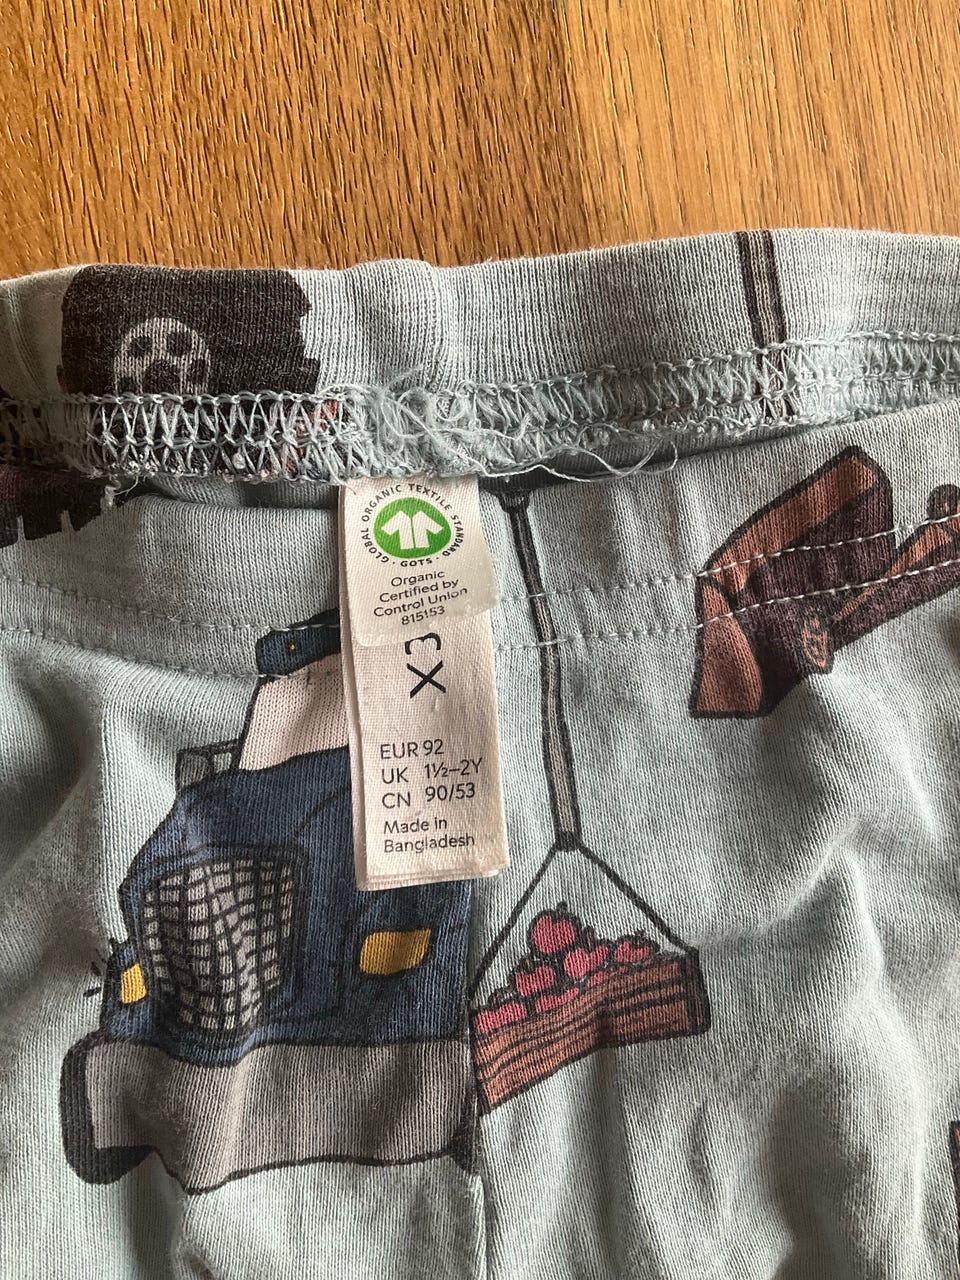 GLOBAL ORGANIC TEXTILE STANDARD · GOTS ·
Organic
Certified by
Control Union
815153
EX
EUR 92
UK 1½–2Y
CN 90/53
Made in
Bangladesh